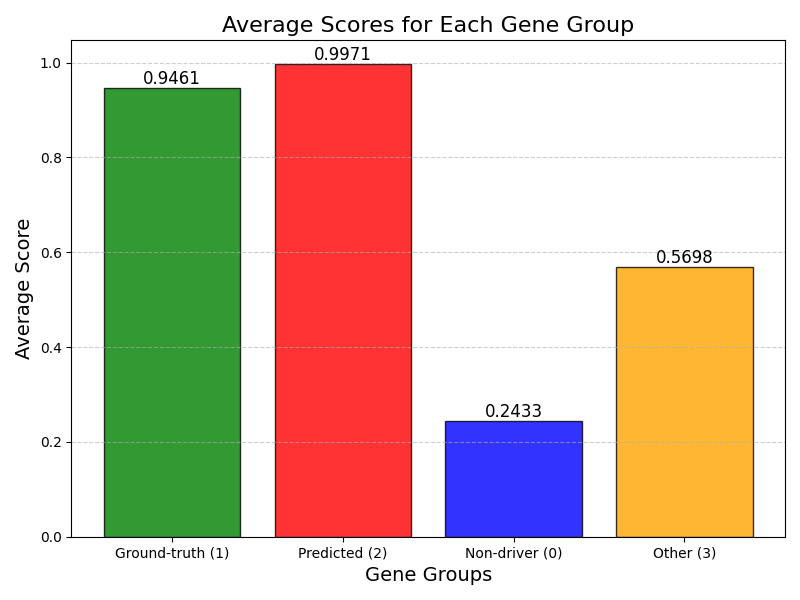 Average Scores for Each Gene Group
Average Score
1.0
0.8
0.6
0.4
0.2
0.0
0.9461
0.9971
0.2433
0.5698
Ground-truth (1)
Predicted (2)
Non-driver (0)
Other (3)
Gene Groups